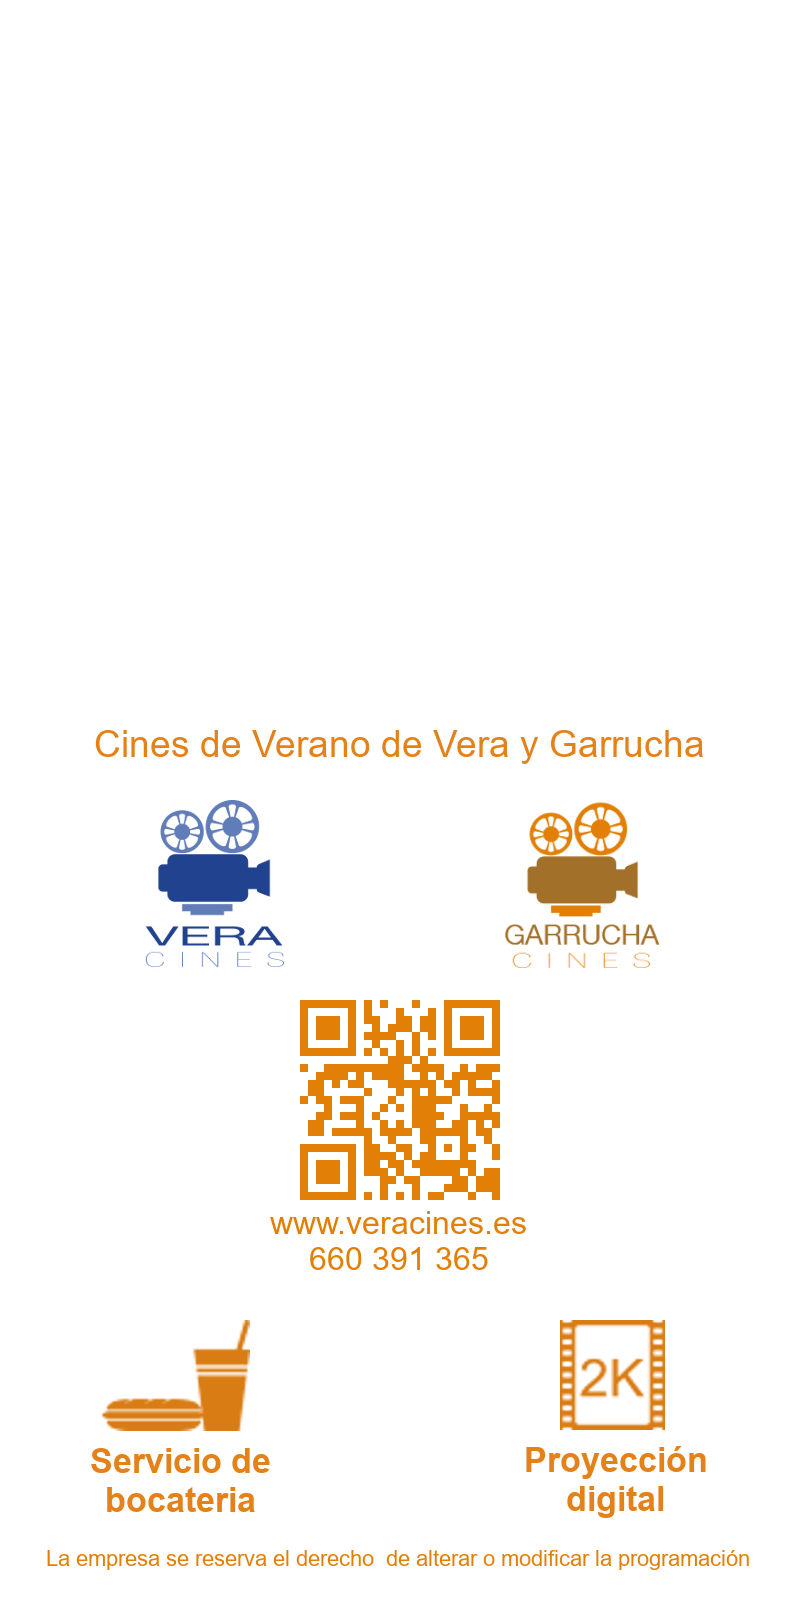 Cines de Verano de Vera y Garrucha
VERA
CINES
GARRUCHA
CINES
www.veracines.es
660 391 365
2K
Servicio de
bocateria
Proyección
digital
La empresa se reserva el derecho  de alterar o modificar la programación